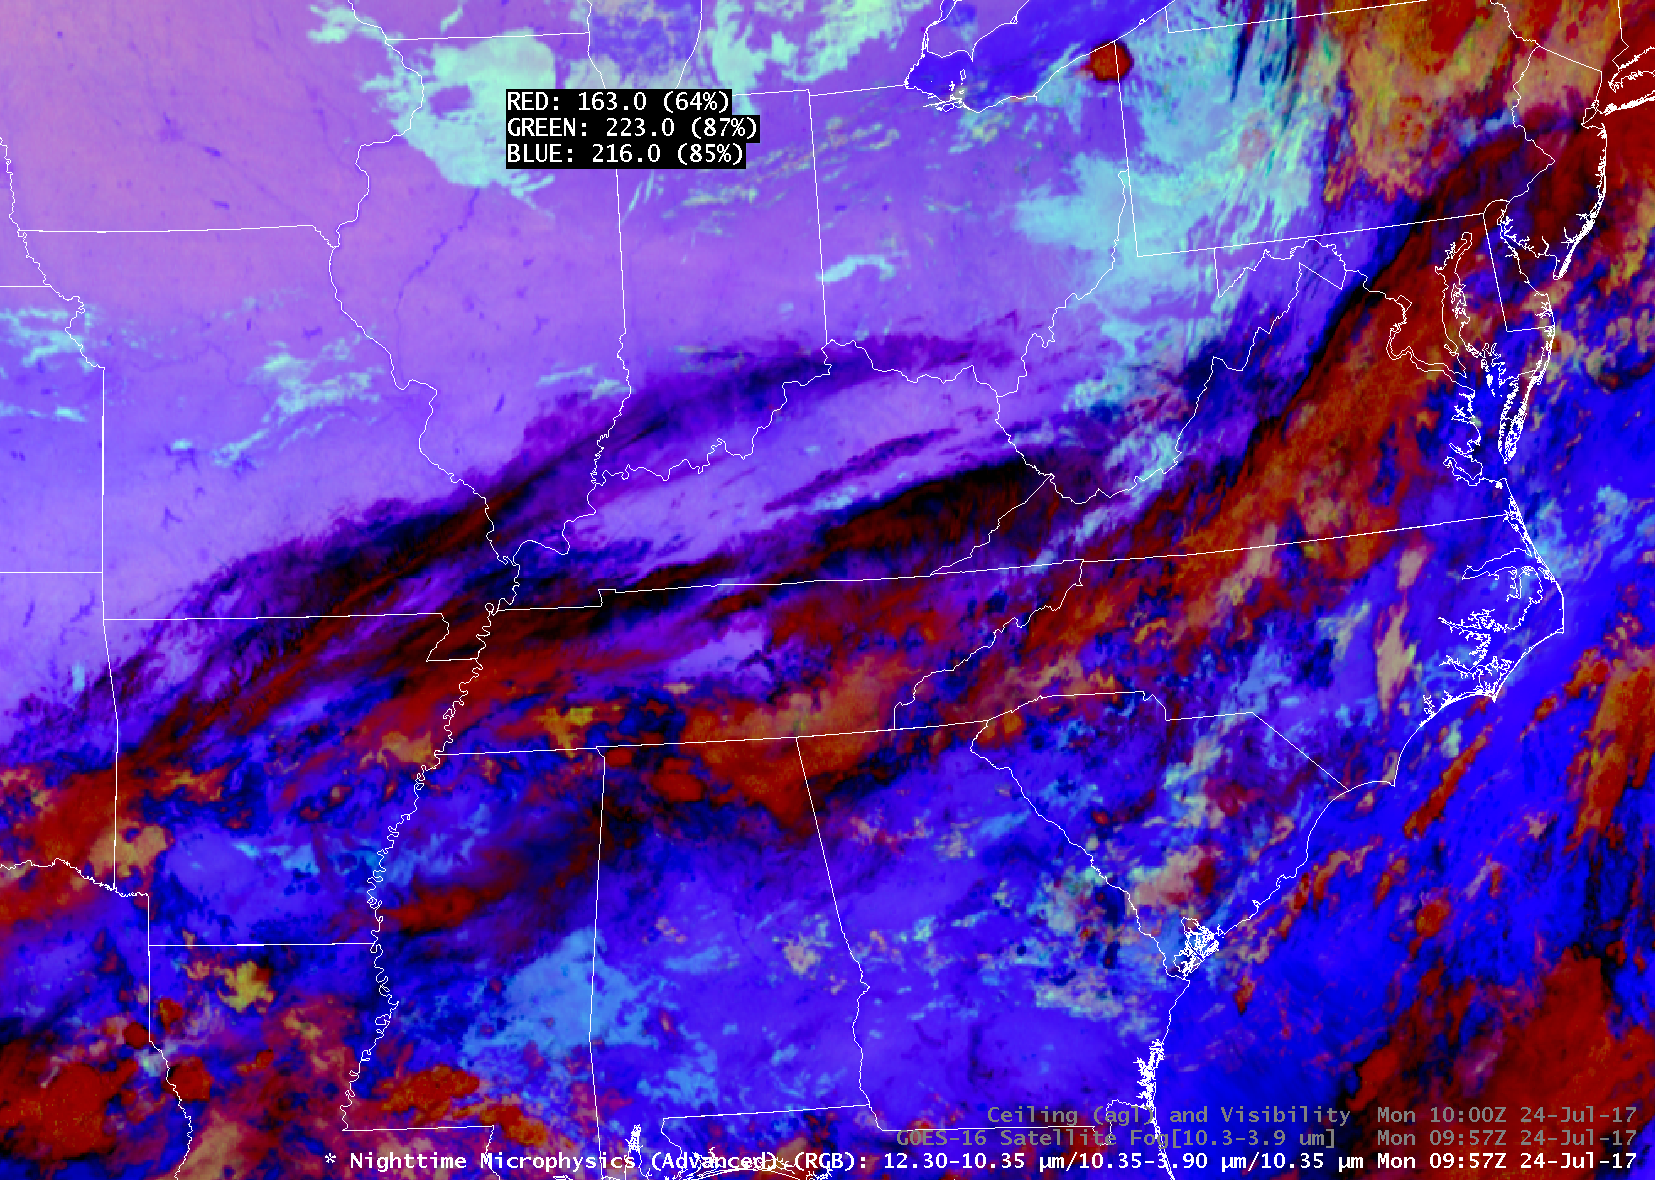 RED: 163.0 (64%)
GREEN: 223.0 (87%)
BLUE: 216.0 (85%)
Ceiling (agl) and Visibility Mon 10:00Z 24-Jul-17
GOES-16 Satellite Fog[10.3-3.9 um] Mon 09:57Z 24-Jul-17
* Nighttime Microphysics (Advanced) (RGB): 12.30-10.35 µm/10.35-3.90 µm/10.35 µm Mon 09:57Z 24-Jul-17